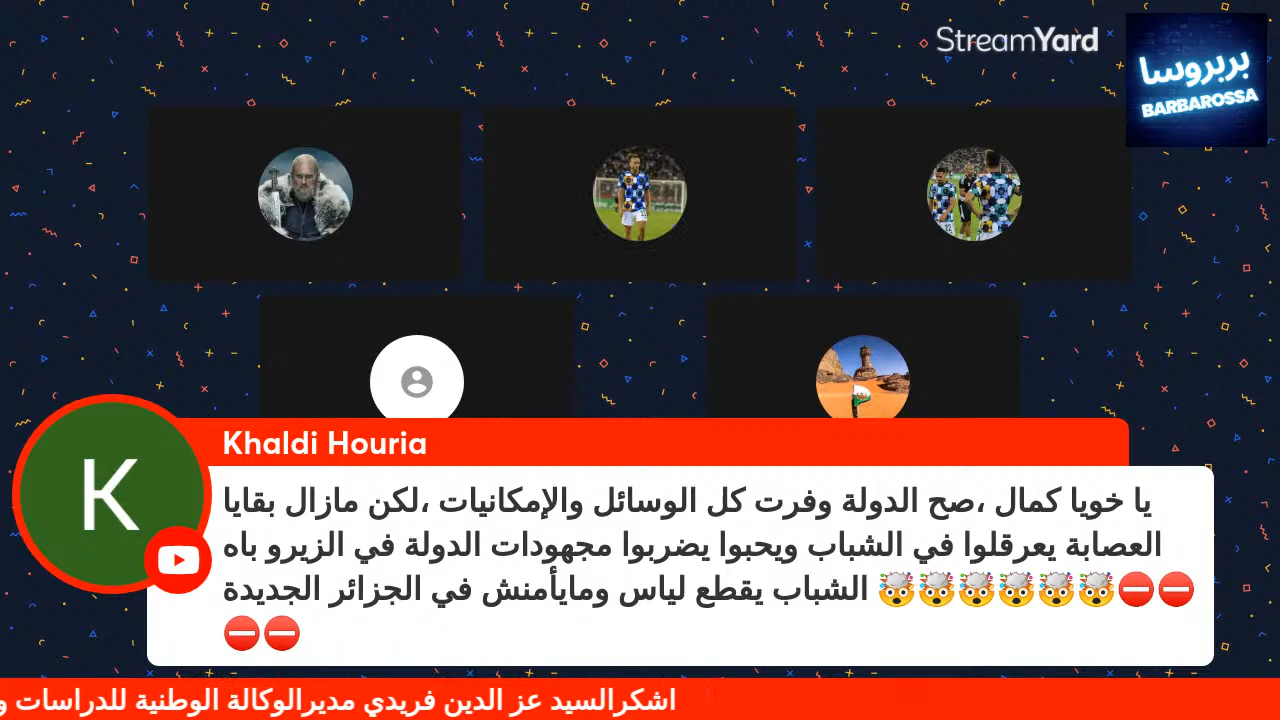 StreamYard
بربروسا
BARBAROSSA
K
Khaldi Houria
يا خويا كمال ،صح الدولة وفرت كل الوسائل والإمكانيات ،لكن مازال بقايا
العصابة يعرقلوا في الشباب ويحبوا يضربوا مجهودات الدولة في الزيرو باه
الشباب يقطع لياس ومايأمنش في الجزائر الجديدة 🤯🤯🤯🤯🤯🤯⛔⛔
⛔⛔
اشكرالسيد عز الدين فريدي مديرالوكالة الوطنية للدراسات و